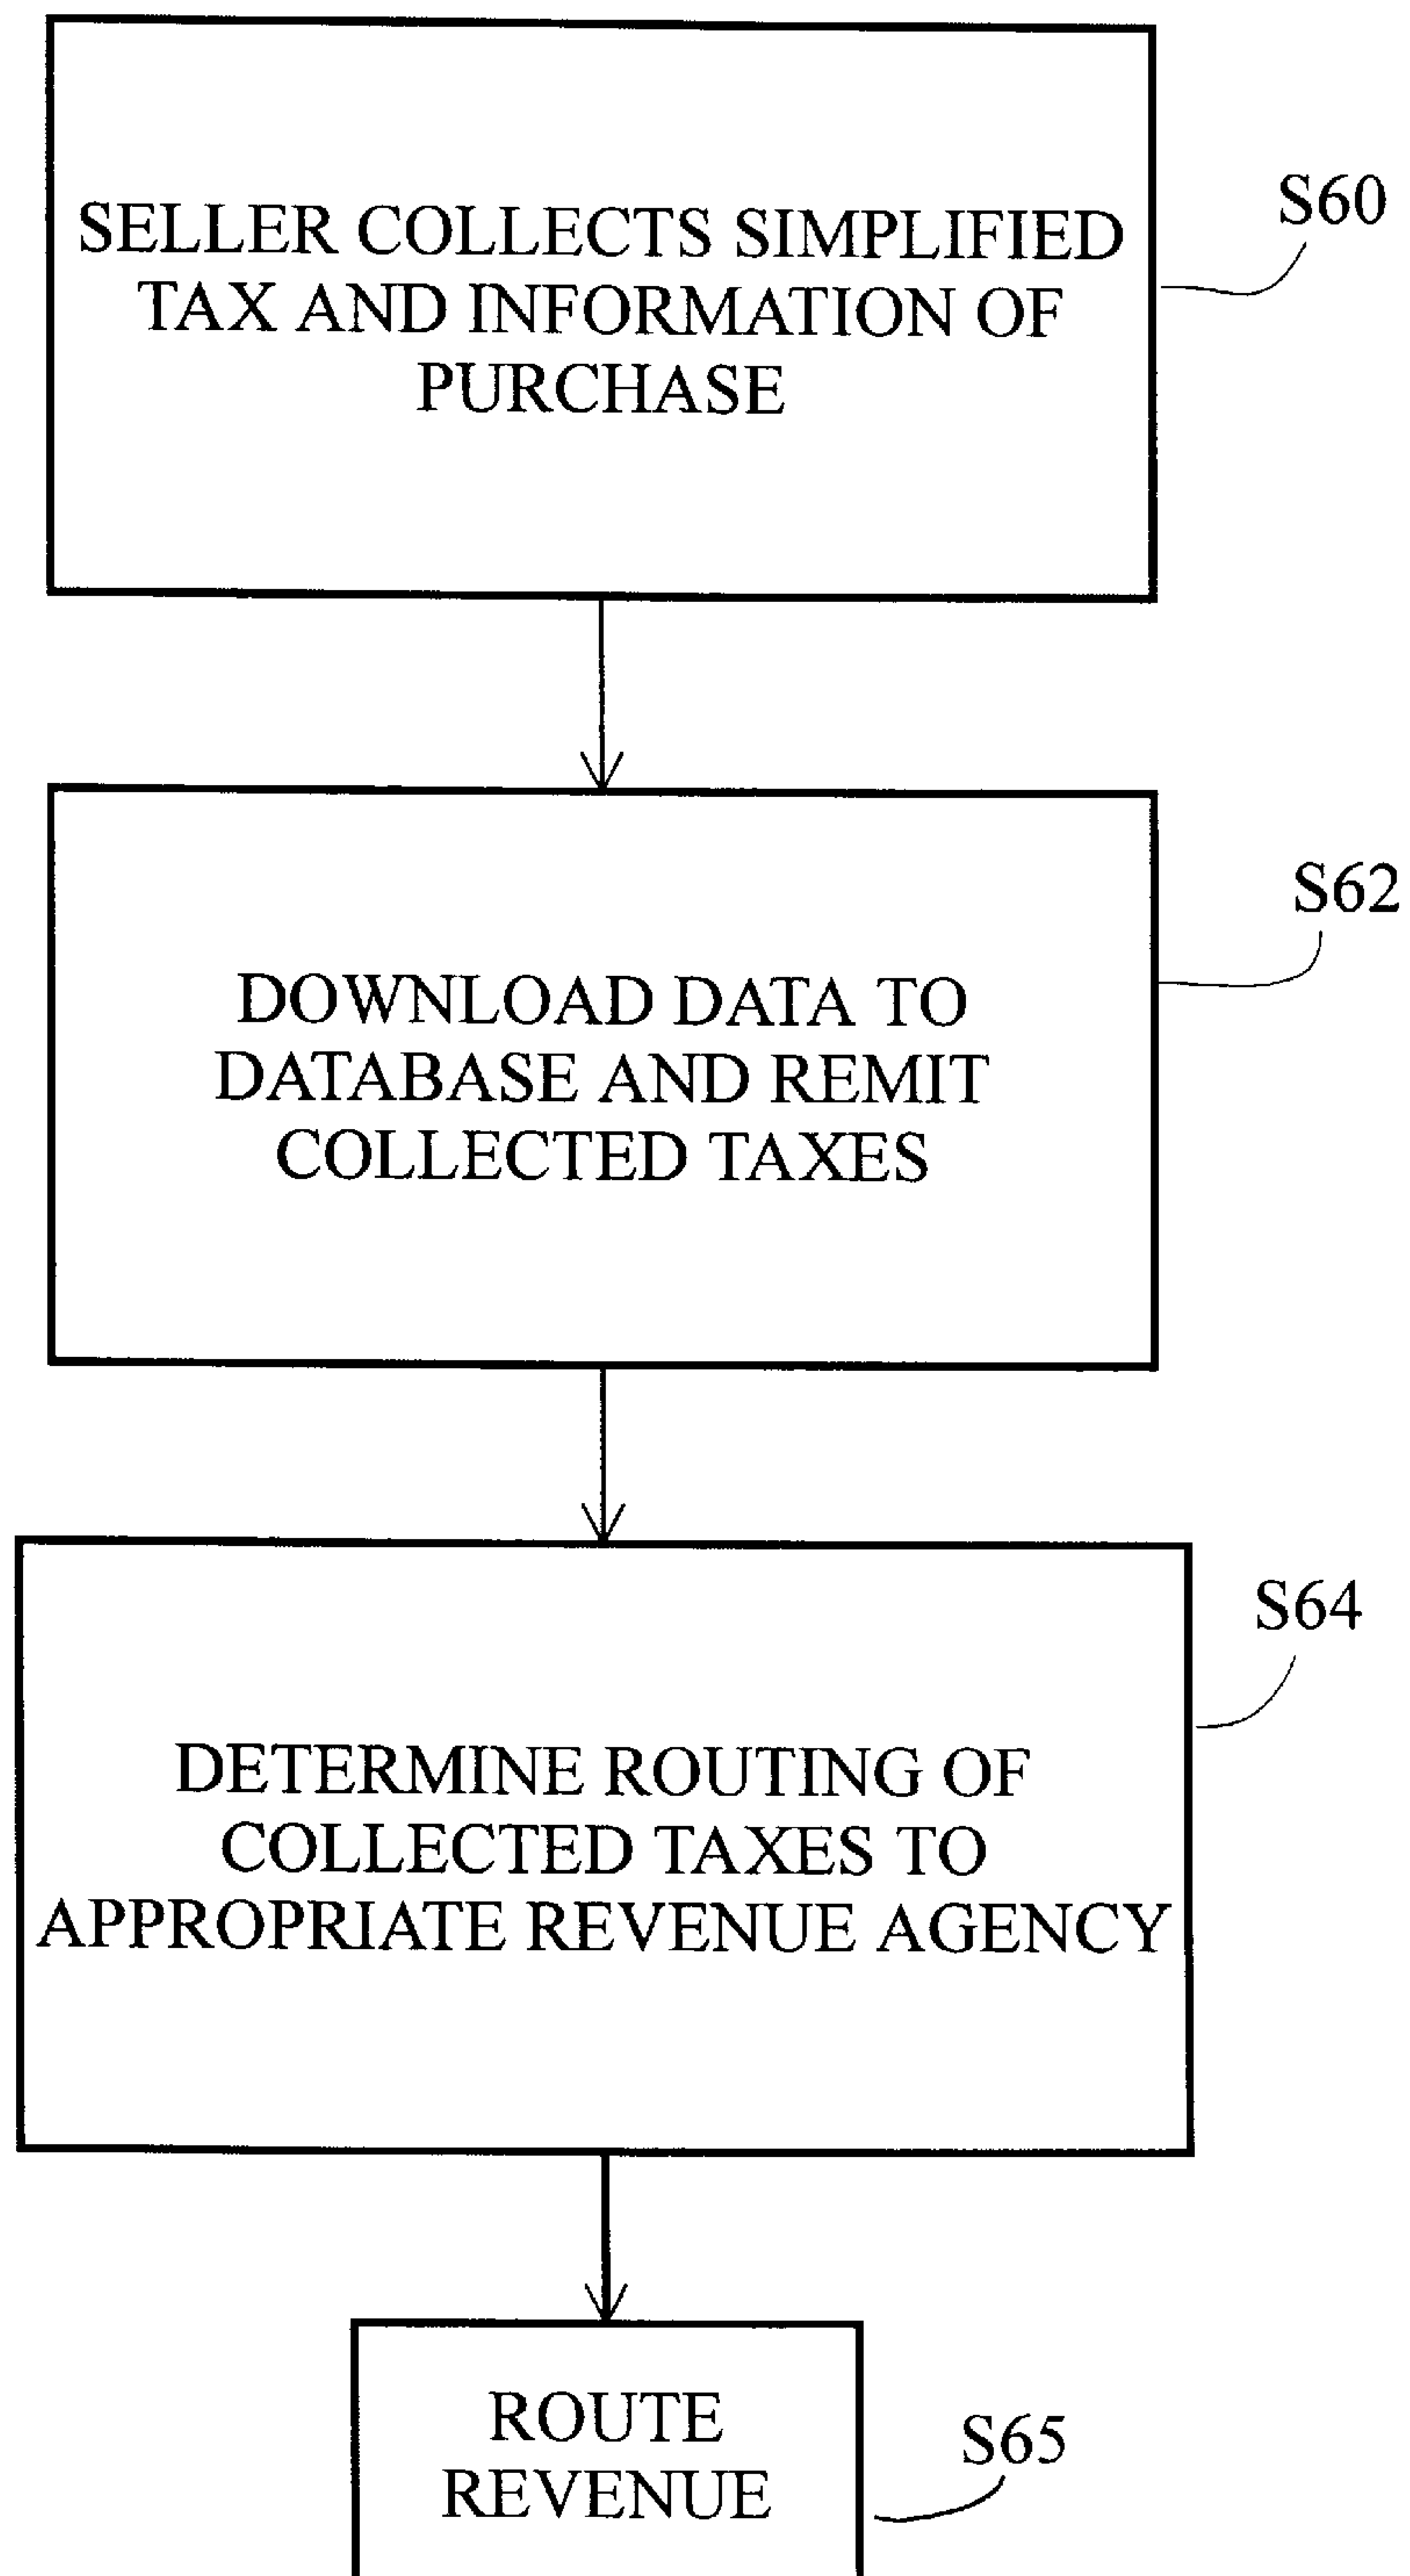 SELLER COLLECTS SIMPLIFIED
TAX AND INFORMATION OF
PURCHASE
S60
DOWNLOAD DATA TO
DATABASE AND REMIT
COLLECTED TAXES
S62
DETERMINE ROUTING OF
COLLECTED TAXES TO
APPROPRIATE REVENUE AGENCY
S64
ROUTE
REVENUE
S65